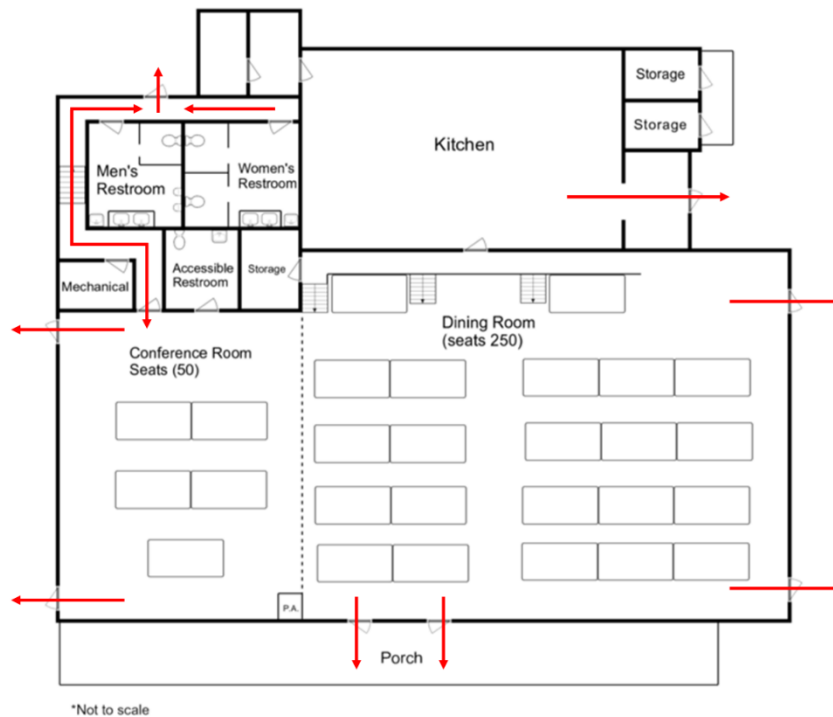 Storage
Storage
Kitchen
Men's
Restroom
Women's
Restroom
Accessible
Restroom
Storage
Mechanical
Dining Room
(seats 250)
Conference Room
Seats (50)
P.A.
Porch
*Not to scale